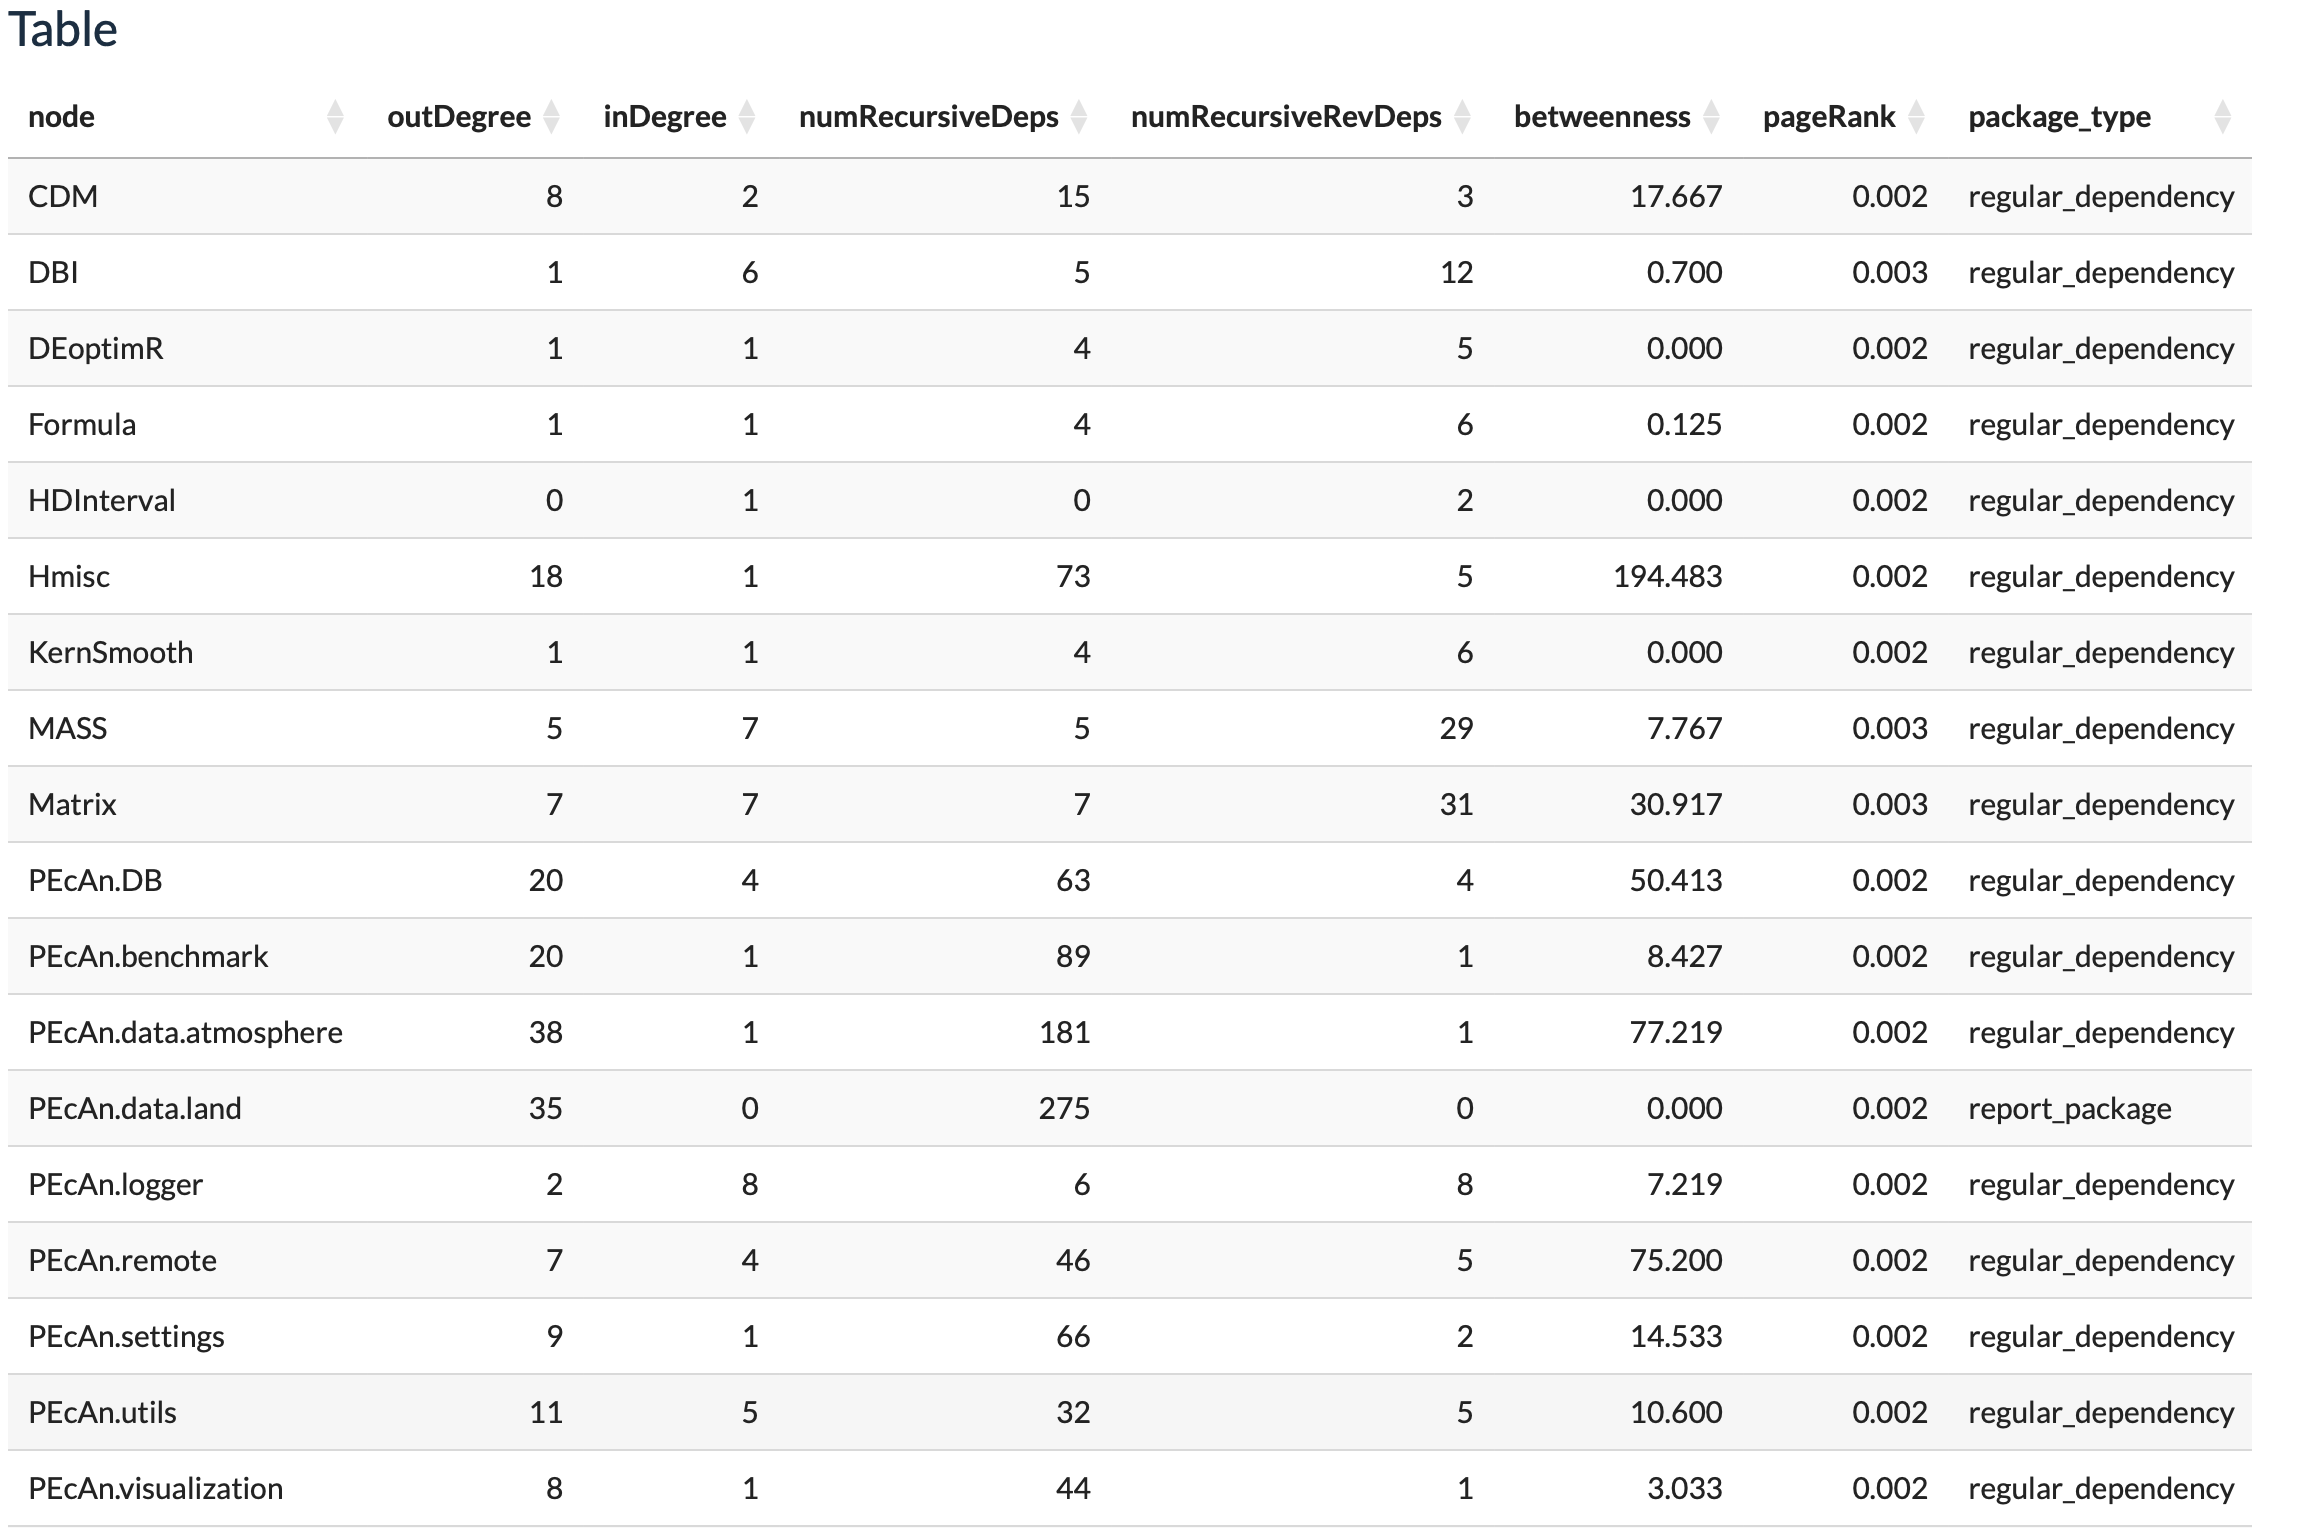 Table
node outDegree inDegree numRecursiveDeps numRecursiveRevDeps betweenness pageRank package_type
CDM 8 2 15 3 17.667 0.002 regular_dependency
DBI 1 6 5 12 0.700 0.003 regular_dependency
DEoptimR 1 1 4 5 0.000 0.002 regular_dependency
Formula 1 1 4 6 0.125 0.002 regular_dependency
HDInterval 0 1 0 2 0.000 0.002 regular_dependency
Hmisc 18 1 73 5 194.483 0.002 regular_dependency
KernSmooth 1 1 4 6 0.000 0.002 regular_dependency
MASS 5 7 5 29 7.767 0.003 regular_dependency
Matrix 7 7 7 31 30.917 0.003 regular_dependency
PEcAn.DB 20 4 63 4 50.413 0.002 regular_dependency
PEcAn.benchmark 20 1 89 1 8.427 0.002 regular_dependency
PEcAn.data.atmosphere 38 1 181 1 77.219 0.002 regular_dependency
PEcAn.data.land 35 0 275 0 0.000 0.002 report_package
PEcAn.logger 2 8 6 8 7.219 0.002 regular_dependency
PEcAn.remote 7 4 46 5 75.200 0.002 regular_dependency
PEcAn.settings 9 1 66 2 14.533 0.002 regular_dependency
PEcAn.utils 11 5 32 5 10.600 0.002 regular_dependency
PEcAn.visualization 8 1 44 1 3.033 0.002 regular_dependency